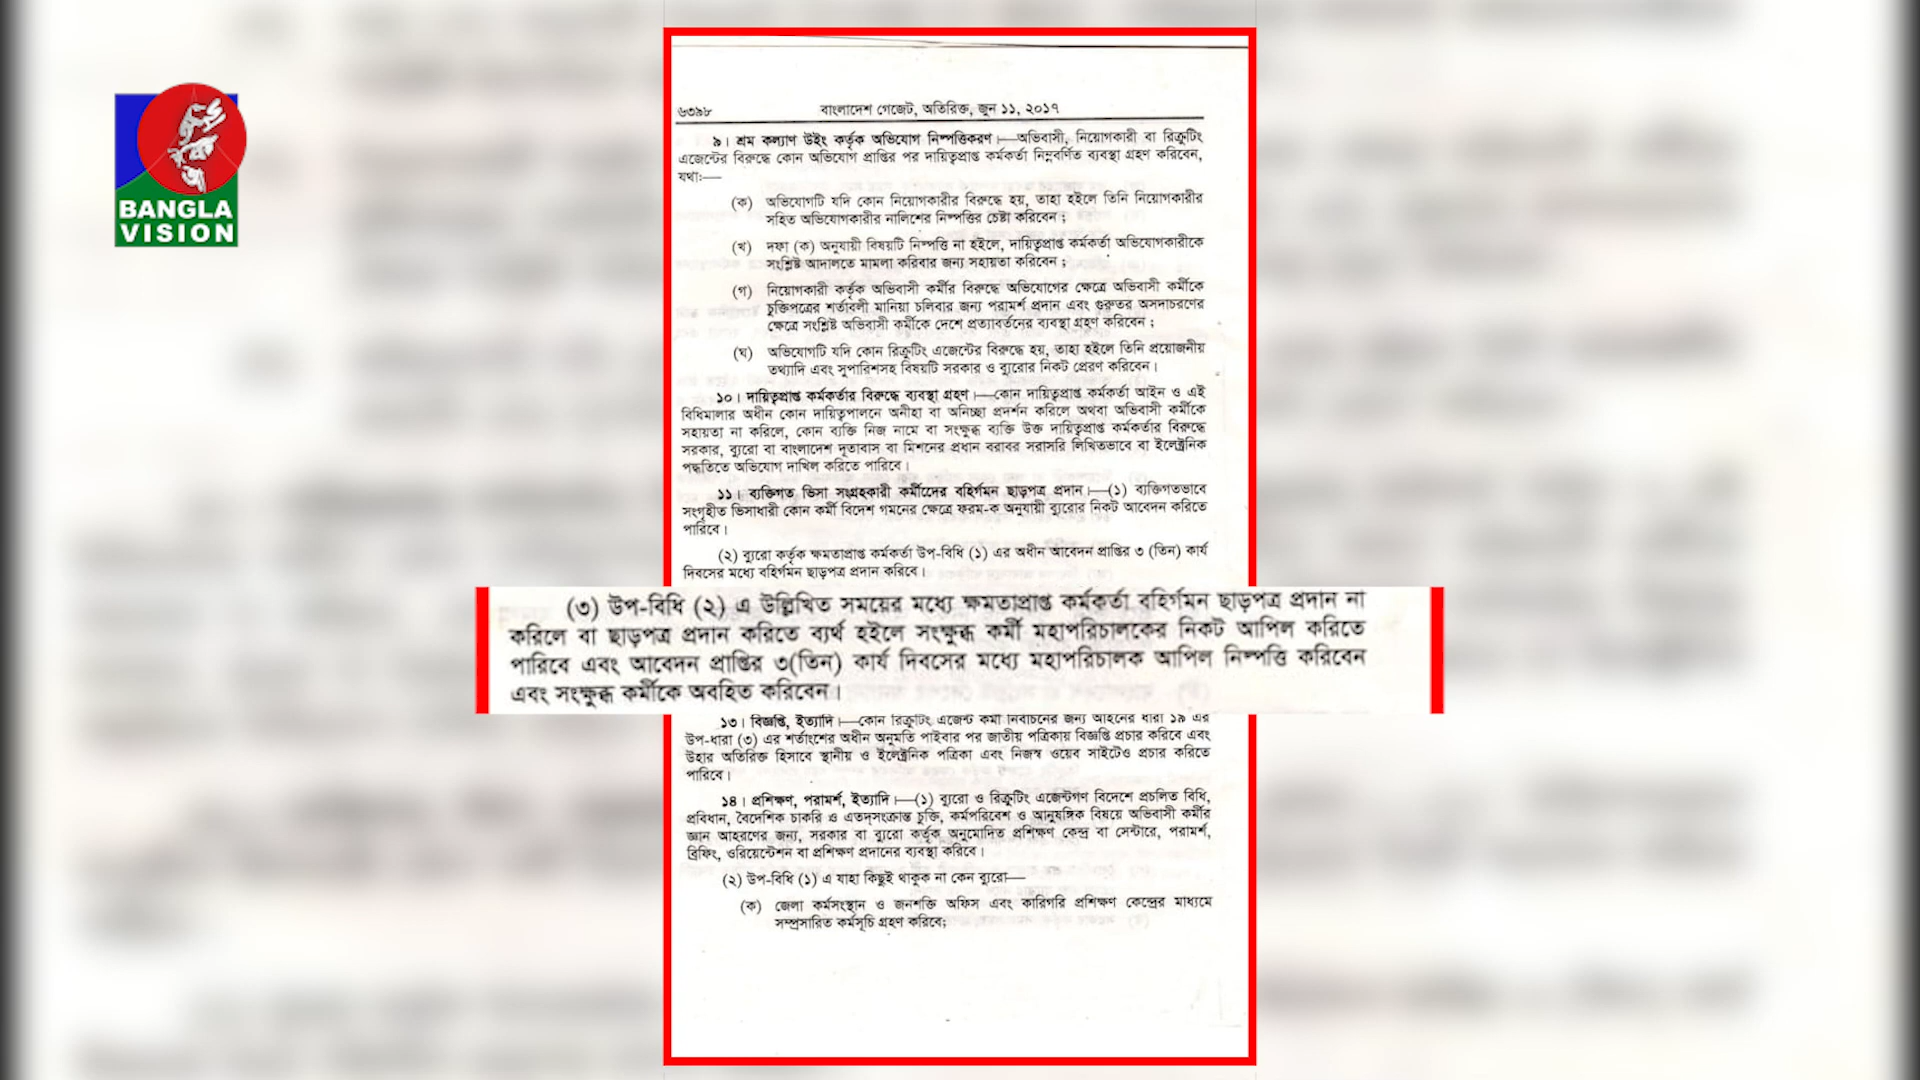 BANGLA
VISION
৬৩৯৮
বাংলাদেশ গেজেট, অতিরিক্ত, জুন ১১, ২০১৭
৯। শ্রম কল্যাণ উইং কর্তৃক অভিযোগ নিষ্পত্তিকরণ।—অভিবাসী, নিয়োগকারী বা রিক্রুটিং
এজেন্টের বিরুদ্ধে কোন অভিযোগ প্রাপ্তির পর দায়িত্বপ্রাপ্ত কর্মকর্তা নিম্নবর্ণিত ব্যবস্থা গ্রহণ করিবেন,
যথা:—
(ক) অভিযোগটি যদি কোন নিয়োগকারীর বিরুদ্ধে হয়, তাহা হইলে তিনি নিয়োগকারীর
সহিত অভিযোগকারীর নালিশের নিষ্পত্তির চেষ্টা করিবেন ;
(খ) দফা (ক) অনুযায়ী বিষয়টি নিষ্পত্তি না হইলে, দায়িত্বপ্রাপ্ত কর্মকর্তা অভিযোগকারীকে
সংশ্লিষ্ট আদালতে মামলা করিবার জন্য সহায়তা করিবেন ;
(গ) নিয়োগকারী কর্তৃক অভিবাসী কর্মীর বিরুদ্ধে অভিযোগের ক্ষেত্রে অভিবাসী কর্মীকে
চুক্তিপত্রের শর্তাবলী মানিয়া চলিবার জন্য পরামর্শ প্রদান এবং গুরুতর অসদাচরণের
ক্ষেত্রে সংশ্লিষ্ট অভিবাসী কর্মীকে দেশে প্রত্যাবর্তনের ব্যবস্থা গ্রহণ করিবেন ;
(ঘ) অভিযোগটি যদি কোন রিক্রুটিং এজেন্টের বিরুদ্ধে হয়, তাহা হইলে তিনি প্রয়োজনীয়
তথ্যাদি এবং সুপারিশসহ বিষয়টি সরকার ও ব্যুরোর নিকট প্রেরণ করিবেন।
১০। দায়িত্বপ্রাপ্ত কর্মকর্তার বিরুদ্ধে ব্যবস্থা গ্রহণ।—কোন দায়িত্বপ্রাপ্ত কর্মকর্তা আইন ও এই
বিধিমালার অধীন কোন দায়িত্বপালনে অনীহা বা অনিচ্ছা প্রদর্শন করিলে অথবা অভিবাসী কর্মীকে
সহায়তা না করিলে, কোন ব্যক্তি নিজ নামে বা সংক্ষুব্ধ ব্যক্তি উক্ত দায়িত্বপ্রাপ্ত কর্মকর্তার বিরুদ্ধে
সরকার, ব্যুরো বা বাংলাদেশ দূতাবাস বা মিশনের প্রধান বরাবর সরাসরি লিখিতভাবে বা ইলেক্ট্রনিক
পদ্ধতিতে অভিযোগ দাখিল করিতে পারিবে।
১১। ব্যক্তিগত ভিসা সংগ্রহকারী কর্মীদের বহির্গমন ছাড়পত্র প্রদান।—(১) ব্যক্তিগতভাবে
সংগৃহীত ভিসাধারী কোন কর্মী বিদেশ গমনের ক্ষেত্রে ফরম-ক অনুযায়ী ব্যুরোর নিকট আবেদন করিতে
পারিবে।
(২) ব্যুরো কর্তৃক ক্ষমতাপ্রাপ্ত কর্মকর্তা উপ-বিধি (১) এর অধীন আবেদন প্রাপ্তির ৩ (তিন) কার্য
দিবসের মধ্যে বহির্গমন ছাড়পত্র প্রদান করিবে।
(৩) উপ-বিধি (২) এ উল্লিখিত সময়ের মধ্যে ক্ষমতাপ্রাপ্ত কর্মকর্তা বহির্গমন ছাড়পত্র প্রদান না
করিলে বা ছাড়পত্র প্রদান করিতে ব্যর্থ হইলে সংক্ষুব্ধ কর্মী মহাপরিচালকের নিকট আপিল করিতে
পারিবে এবং আবেদন প্রাপ্তির ৩(তিন) কার্য দিবসের মধ্যে মহাপরিচালক আপিল নিষ্পত্তি করিবেন
এবং সংক্ষুব্ধ কর্মীকে অবহিত করিবেন।
১৩। বিজ্ঞপ্তি, ইত্যাদি।—কোন রিক্রুটিং এজেন্ট কর্মী নির্বাচনের জন্য আইনের ধারা ১৯ এর
উপ-ধারা (৩) এর শর্তাংশের অধীন অনুমতি পাইবার পর জাতীয় পত্রিকায় বিজ্ঞপ্তি প্রচার করিবে এবং
উহার অতিরিক্ত হিসাবে স্থানীয় ও ইলেক্ট্রনিক পত্রিকা এবং নিজস্ব ওয়েব সাইটেও প্রচার করিতে
পারিবে।
১৪। প্রশিক্ষণ, পরামর্শ, ইত্যাদি।—(১) ব্যুরো ও রিক্রুটিং এজেন্টগণ বিদেশে প্রচলিত বিধি,
প্রবিধান, বৈদেশিক চাকরি ও এতদ্সংক্রান্ত চুক্তি, কর্মপরিবেশ ও আনুষঙ্গিক বিষয়ে অভিবাসী কর্মীর
জ্ঞান আহরণের জন্য, সরকার বা ব্যুরো কর্তৃক অনুমোদিত প্রশিক্ষণ কেন্দ্র বা সেন্টারে, পরামর্শ,
ব্রিফিং, ওরিয়েন্টেশন বা প্রশিক্ষণ প্রদানের ব্যবস্থা করিবে।
(২) উপ-বিধি (১) এ যাহা কিছুই থাকুক না কেন ব্যুরো—
(ক) জেলা কর্মসংস্থান ও জনশক্তি অফিস এবং কারিগরি প্রশিক্ষণ কেন্দ্রের মাধ্যমে
সম্প্রসারিত কর্মসূচি গ্রহণ করিবে;